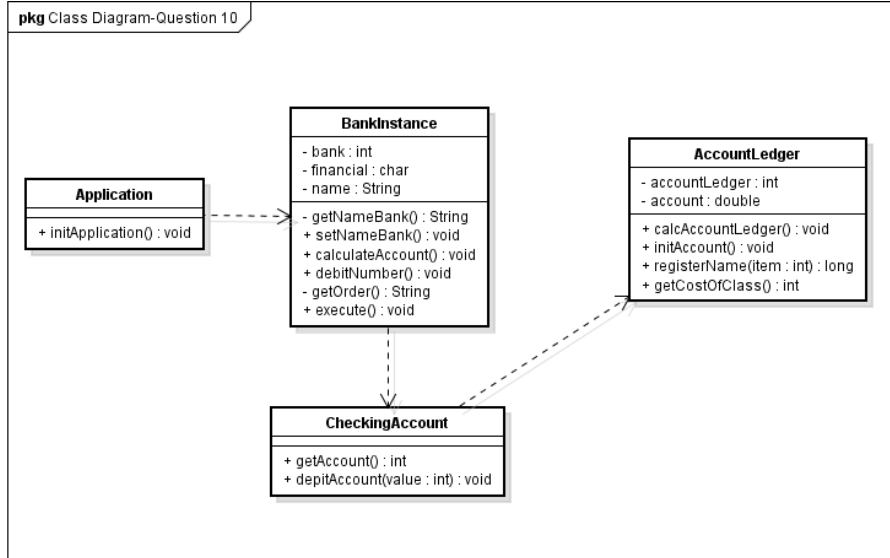 pkg Class Diagram-Question 10
BankInstance
- bank : int
- financial : char
- name : String
- getNameBank() : String
+ setNameBank() : void
+ calculateAccount() : void
+ debitNumber() : void
- getOrder() : String
+ execute() : void
Application
+ initApplication() : void
AccountLedger
- accountLedger : int
- account : double
+ calcAccountLedger() : void
+ initAccount() : void
+ registerName(item : int) : long
+ getCostOfClass() : int
CheckingAccount
+ getAccount() : int
+ depitAccount(value : int) : void